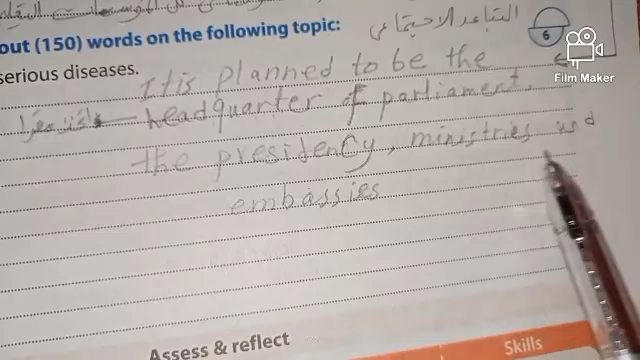 التباعد الاجتماعى
6
out (150) words on the following topic:
serious diseases.
It is planned to be the
headquarter of parliament,
the presidency, ministries and
embassies
Assess & reflect
Skills
Film Maker